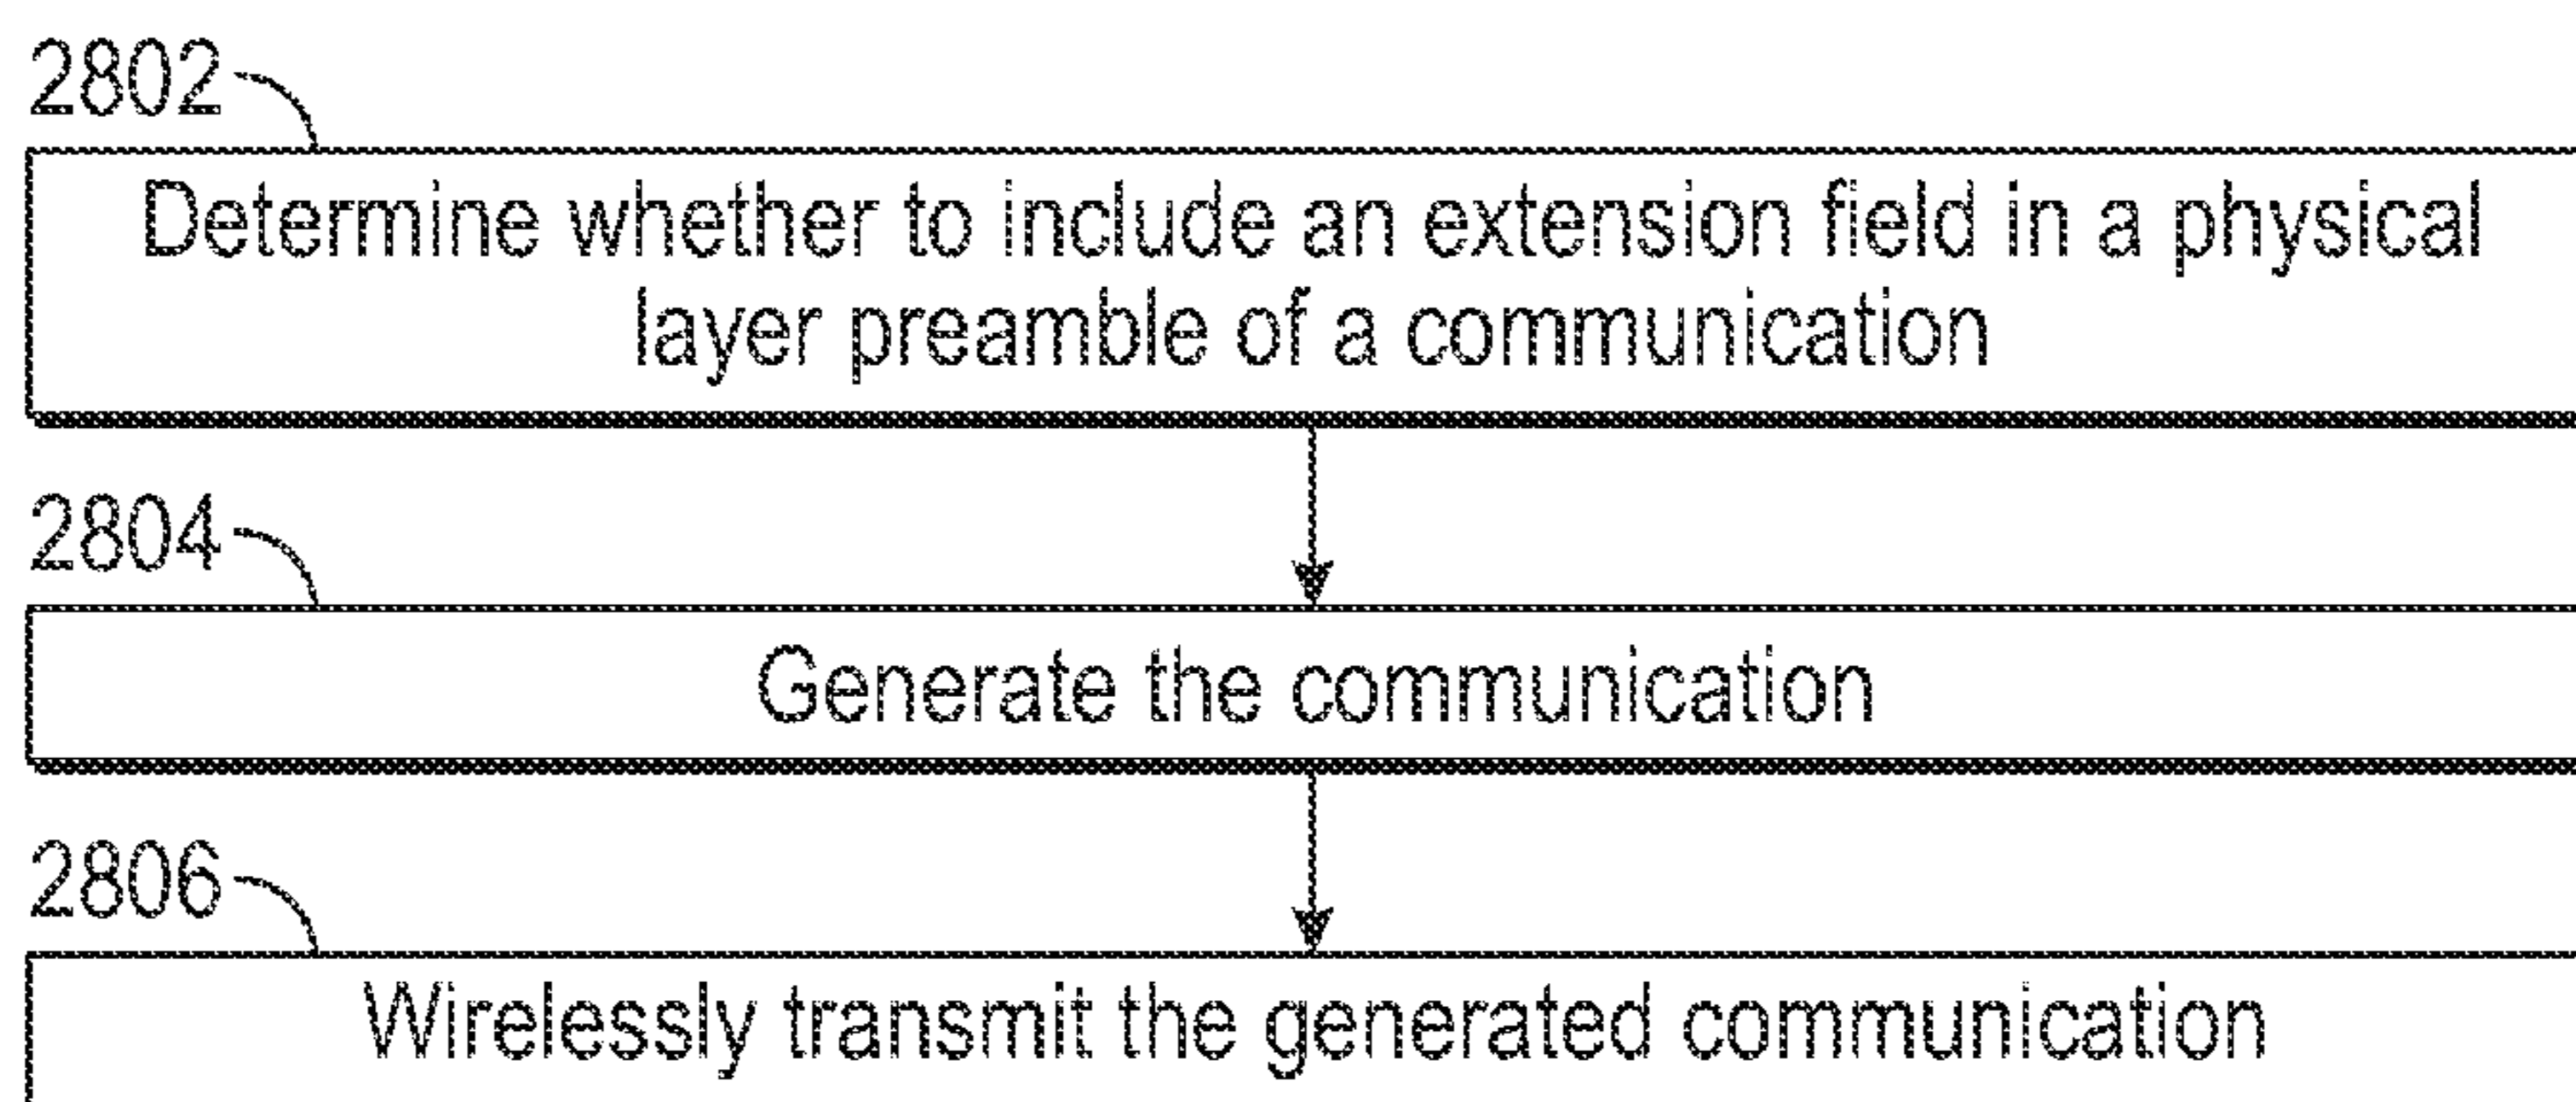 2802
Determine whether to include an extension field in a physical
layer preamble of a communication
2804
Generate the communication
2806
Wirelessly transmit the generated communication